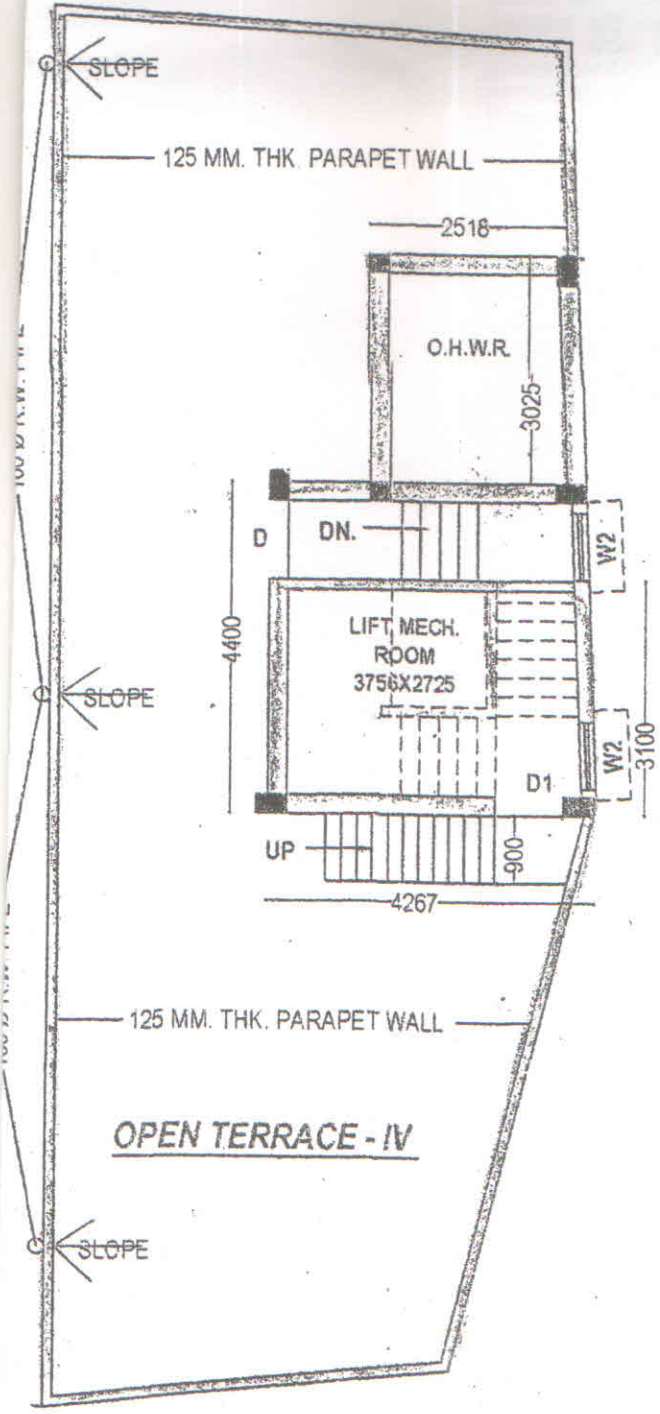 SLOPE
125 MM. THK. PARAPET WALL
2518
O.H.W.R.
3025
D
DN.
W2
4400
LIFT MECH.
ROOM
3756X2725
SLOPE
W2
3100
D1
UP
900
4267
125 MM. THK. PARAPET WALL
OPEN TERRACE - IV
SLOPE